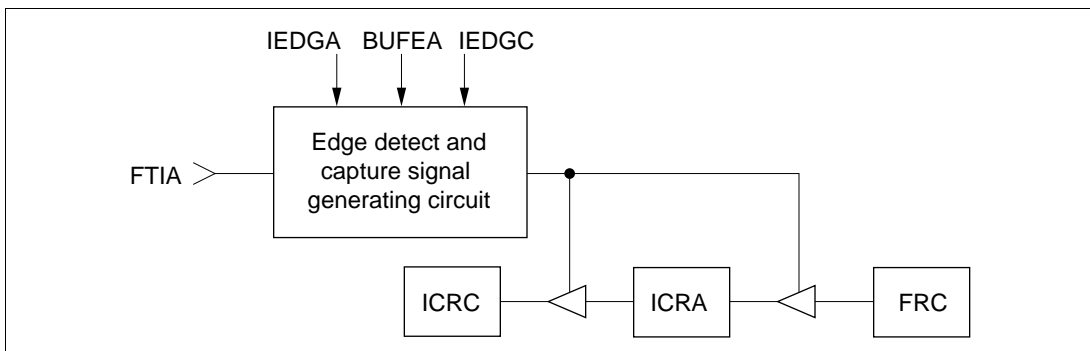 IEDGA BUFEA IEDGC
Edge detect and
capture signal
generating circuit
FTIA
ICRC ICRA FRC